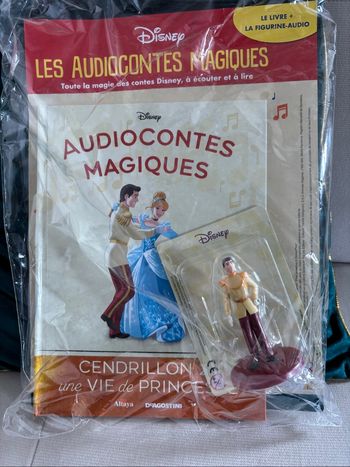 Disney
LE LIVRE +
LA FIGURINE-AUDIO
LES AUDIOCONTES MAGIQUES
Toute la magie des contes Disney, à écouter et à lire
Disney
AUDIOCONTES
MAGIQUES
Disney
CENDRILLON
une VIE de
Altaya DEAGOSTINI